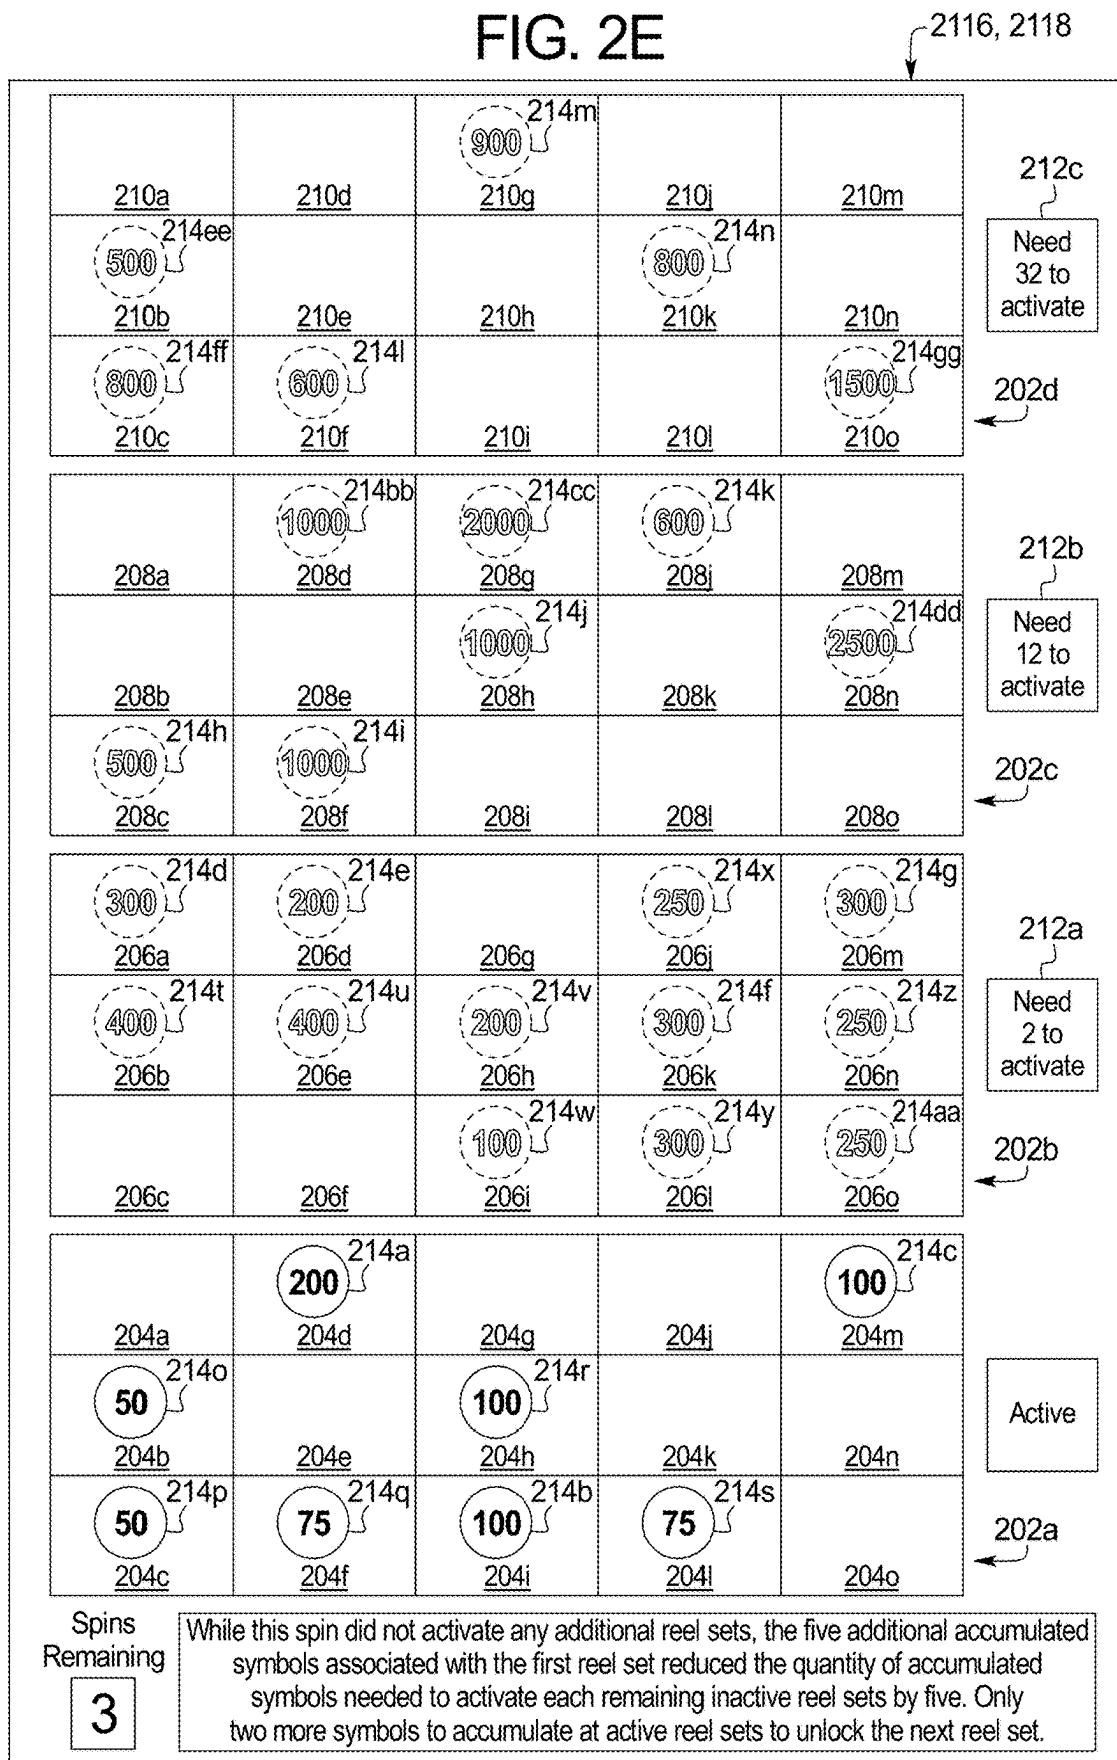 FIG. 2E
2116, 2118
900 214m
210a 210d 210g 210j 210m
212c
Need
32 to
activate
500 214ee 800 214n
210b 210e 210h 210k 210n
800 214ff 600 214l 1500 214gg
210c 210f 210i 210l 210o
202d
1000 214bb 2000 214cc 600 214k
208a 208d 208g 208j 208m
212b
Need
12 to
activate
1000 214j 2500 214dd
208b 208e 208h 208k 208n
500 214h 1000 214i
208c 208f 208i 208l 208o
202c
300 214d 200 214e 250 214x 300 214g
206a 206d 206g 206j 206m
212a
Need
2 to
activate
400 214t 400 214u 200 214v 300 214f 250 214z
206b 206e 206h 206k 206n
100 214w 300 214y 250 214aa
206c 206f 206i 206l 206o
202b
200 214a 100 214c
204a 204d 204g 204j 204m
50 214o 100 214r
204b 204e 204h 204k 204n
Active
50 214p 75 214q 100 214b 75 214s
204c 204f 204i 204l 204o
202a
Spins
Remaining
3
While this spin did not activate any additional reel sets, the five additional accumulated
symbols associated with the first reel set reduced the quantity of accumulated
symbols needed to activate each remaining inactive reel sets by five. Only
two more symbols to accumulate at active reel sets to unlock the next reel set.